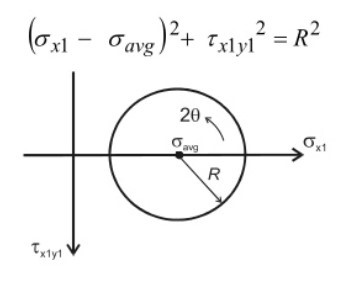 (σx1 − σavg)² + τx1y1² = R²
2θ
σavg
σx1
R
τx1y1